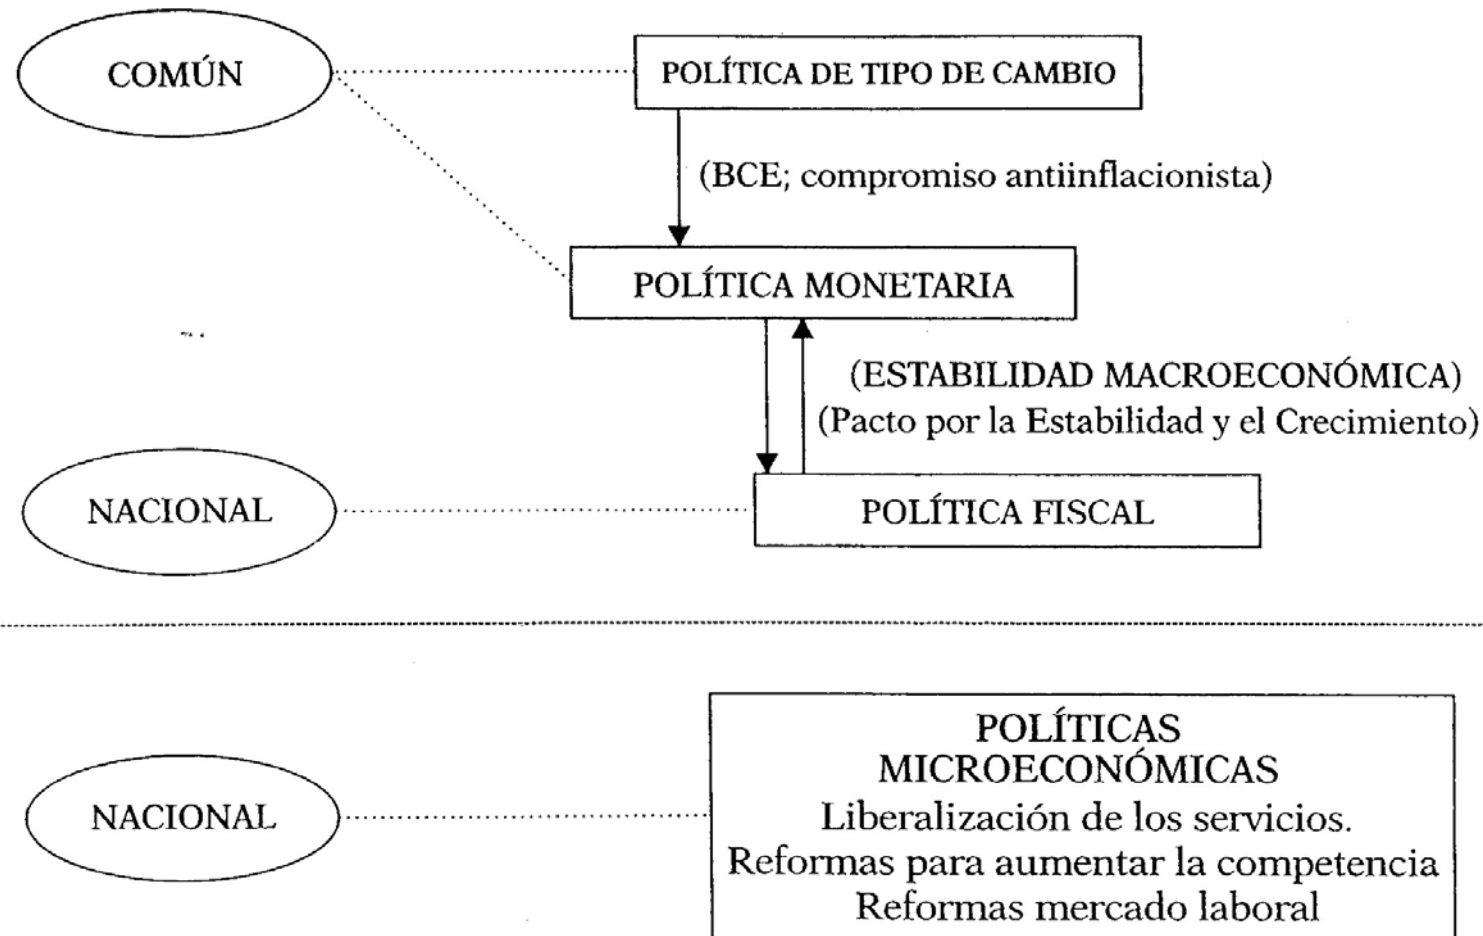 COMÚN
POLÍTICA DE TIPO DE CAMBIO
(BCE; compromiso antiinflacionista)
POLÍTICA MONETARIA
(ESTABILIDAD MACROECONÓMICA)
(Pacto por la Estabilidad y el Crecimiento)
NACIONAL
POLÍTICA FISCAL
NACIONAL
POLÍTICAS
MICROECONÓMICAS
Liberalización de los servicios.
Reformas para aumentar la competencia
Reformas mercado laboral